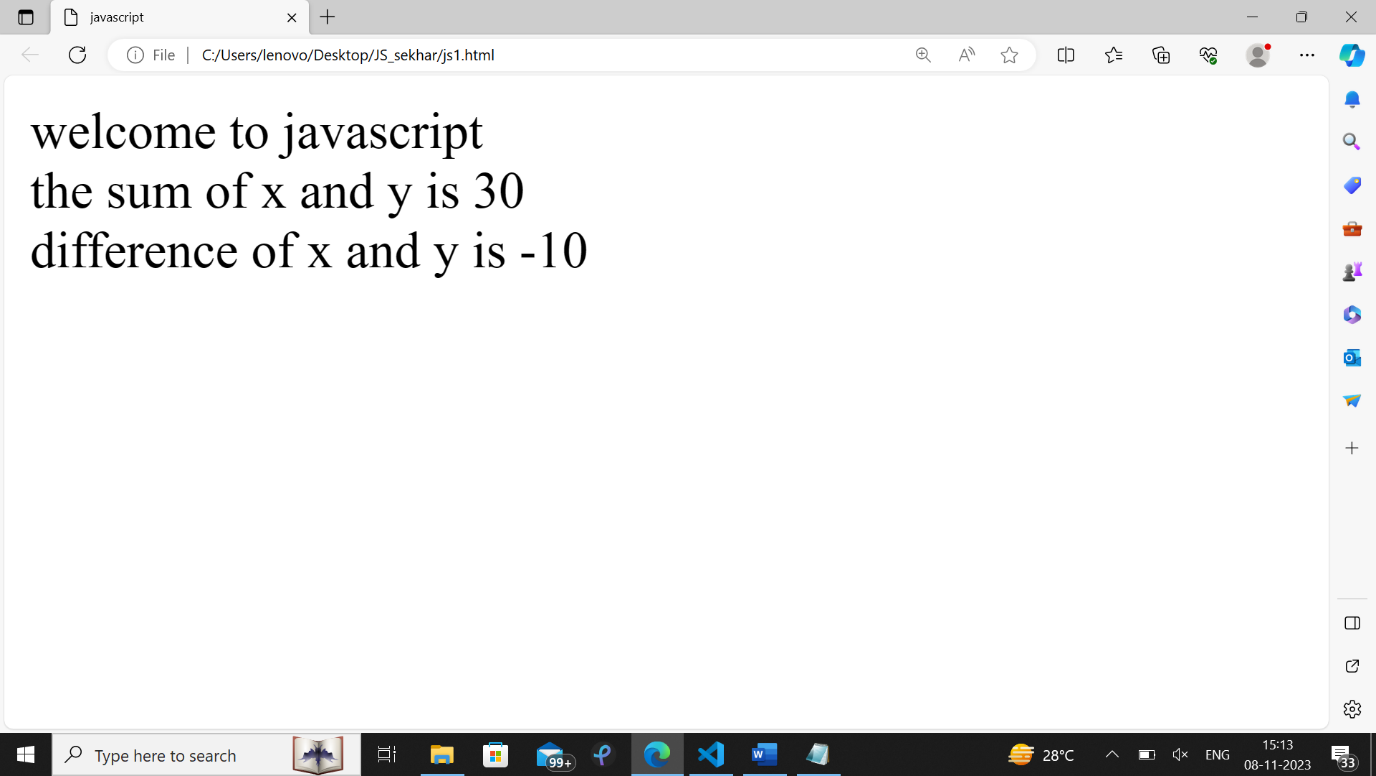 javascript
File | C:/Users/lenovo/Desktop/JS_sekhar/js1.html
welcome to javascript
the sum of x and y is 30
difference of x and y is -10
Type here to search
99+
28°C
ENG
15:13
08-11-2023
33